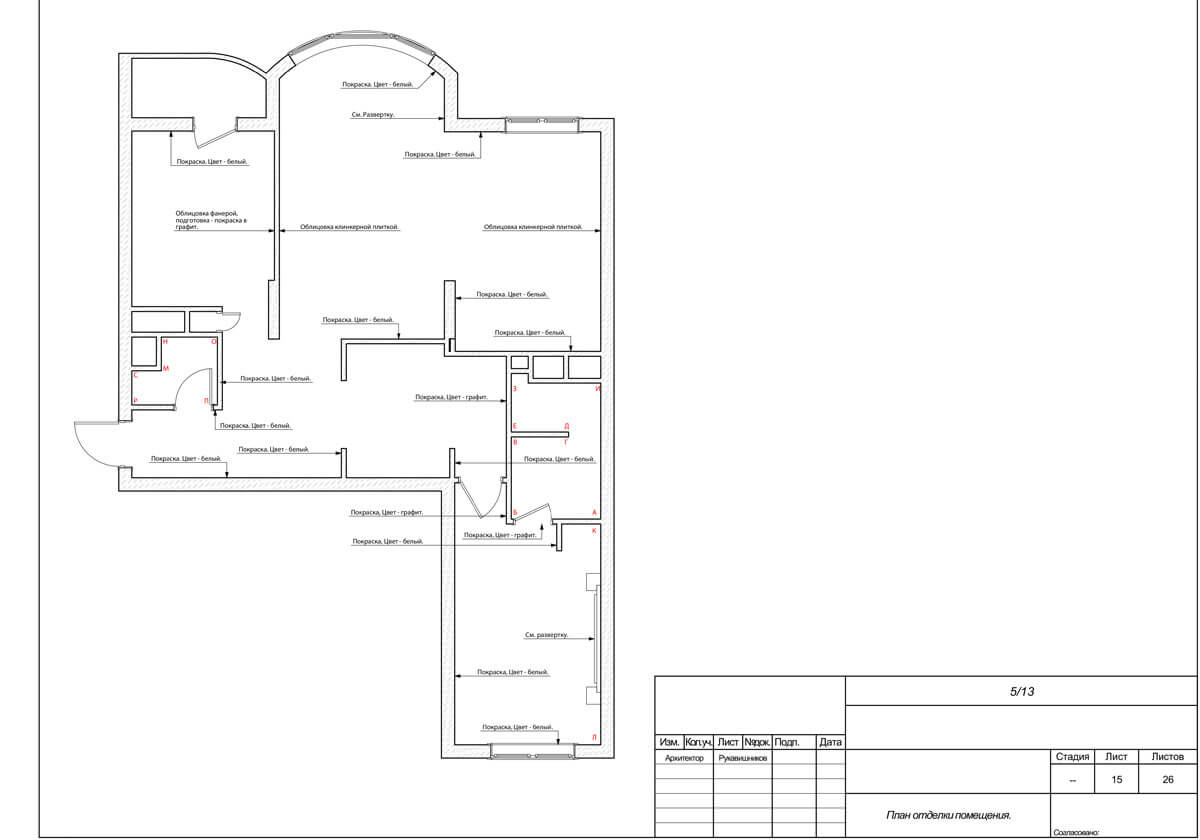 Покраска. Цвет - белый.
См. Развертку.
Покраска. Цвет - белый.
Покраска. Цвет - белый.
Облицовка фанерой,
подготовка - покраска в
графит.
Облицовка клинкерной плиткой.
Облицовка клинкерной плиткой.
Покраска. Цвет - белый.
Покраска. Цвет - белый.
Покраска. Цвет - белый.
Н О
М
С
Р П
Покраска. Цвет - белый.
Покраска, Цвет - графит.
З И
Е Д
В Г
Покраска. Цвет - белый.
Покраска. Цвет - белый.
Покраска. Цвет - белый.
Покраска. Цвет - белый.
Б А
Покраска, Цвет - графит.
К
Покраска, Цвет - графит.
Покраска, Цвет - белый.
См. развертку.
Покраска, Цвет - белый.
Покраска, Цвет - белый.
Л
5/13
Изм. Кол.уч. Лист №док. Подп. Дата
Архитектор Рукавишников
Стадия Лист Листов
-- 15 26
План отделки помещения.
Согласовано: